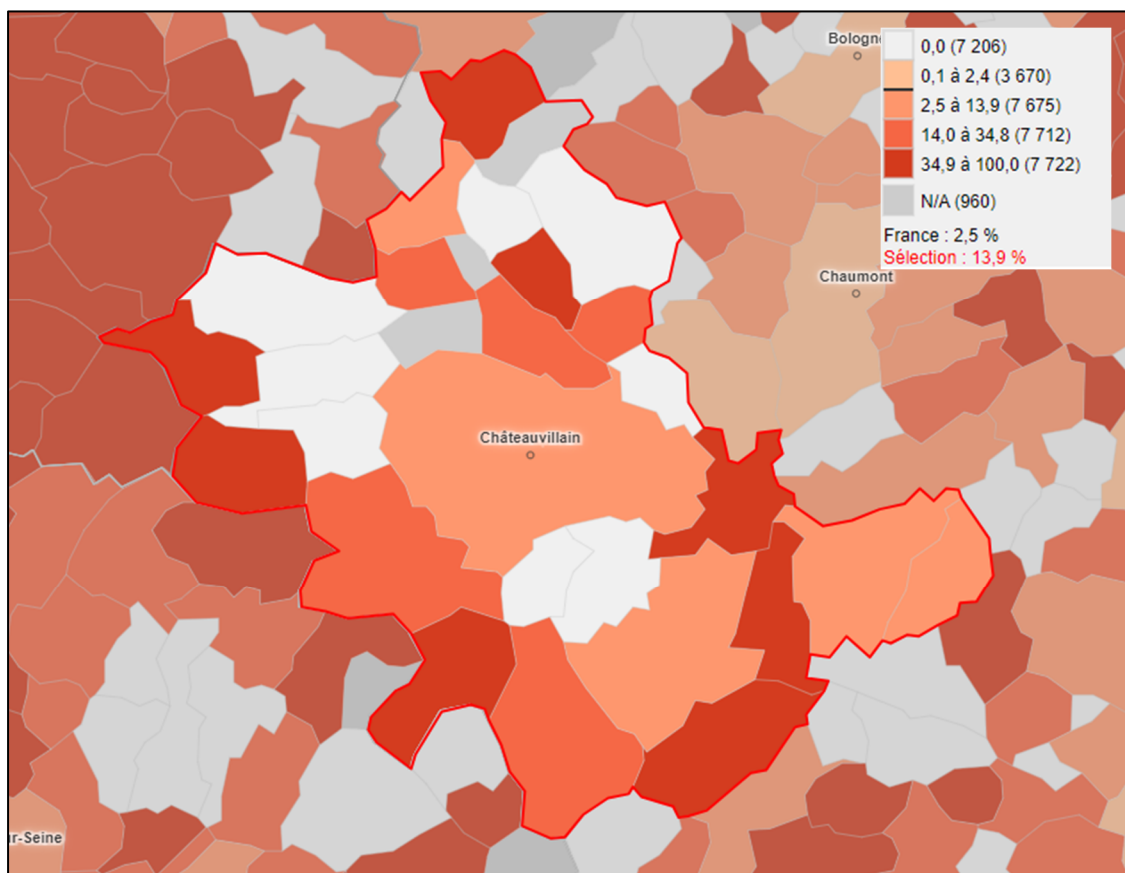 Bologne
0,0 (7 206)
0,1 à 2,4 (3 670)
2,5 à 13,9 (7 675)
14,0 à 34,8 (7 712)
34,9 à 100,0 (7 722)
N/A (960)
France : 2,5 %
Sélection : 13,9 %
Chaumont
Châteauvillain
ur-Seine